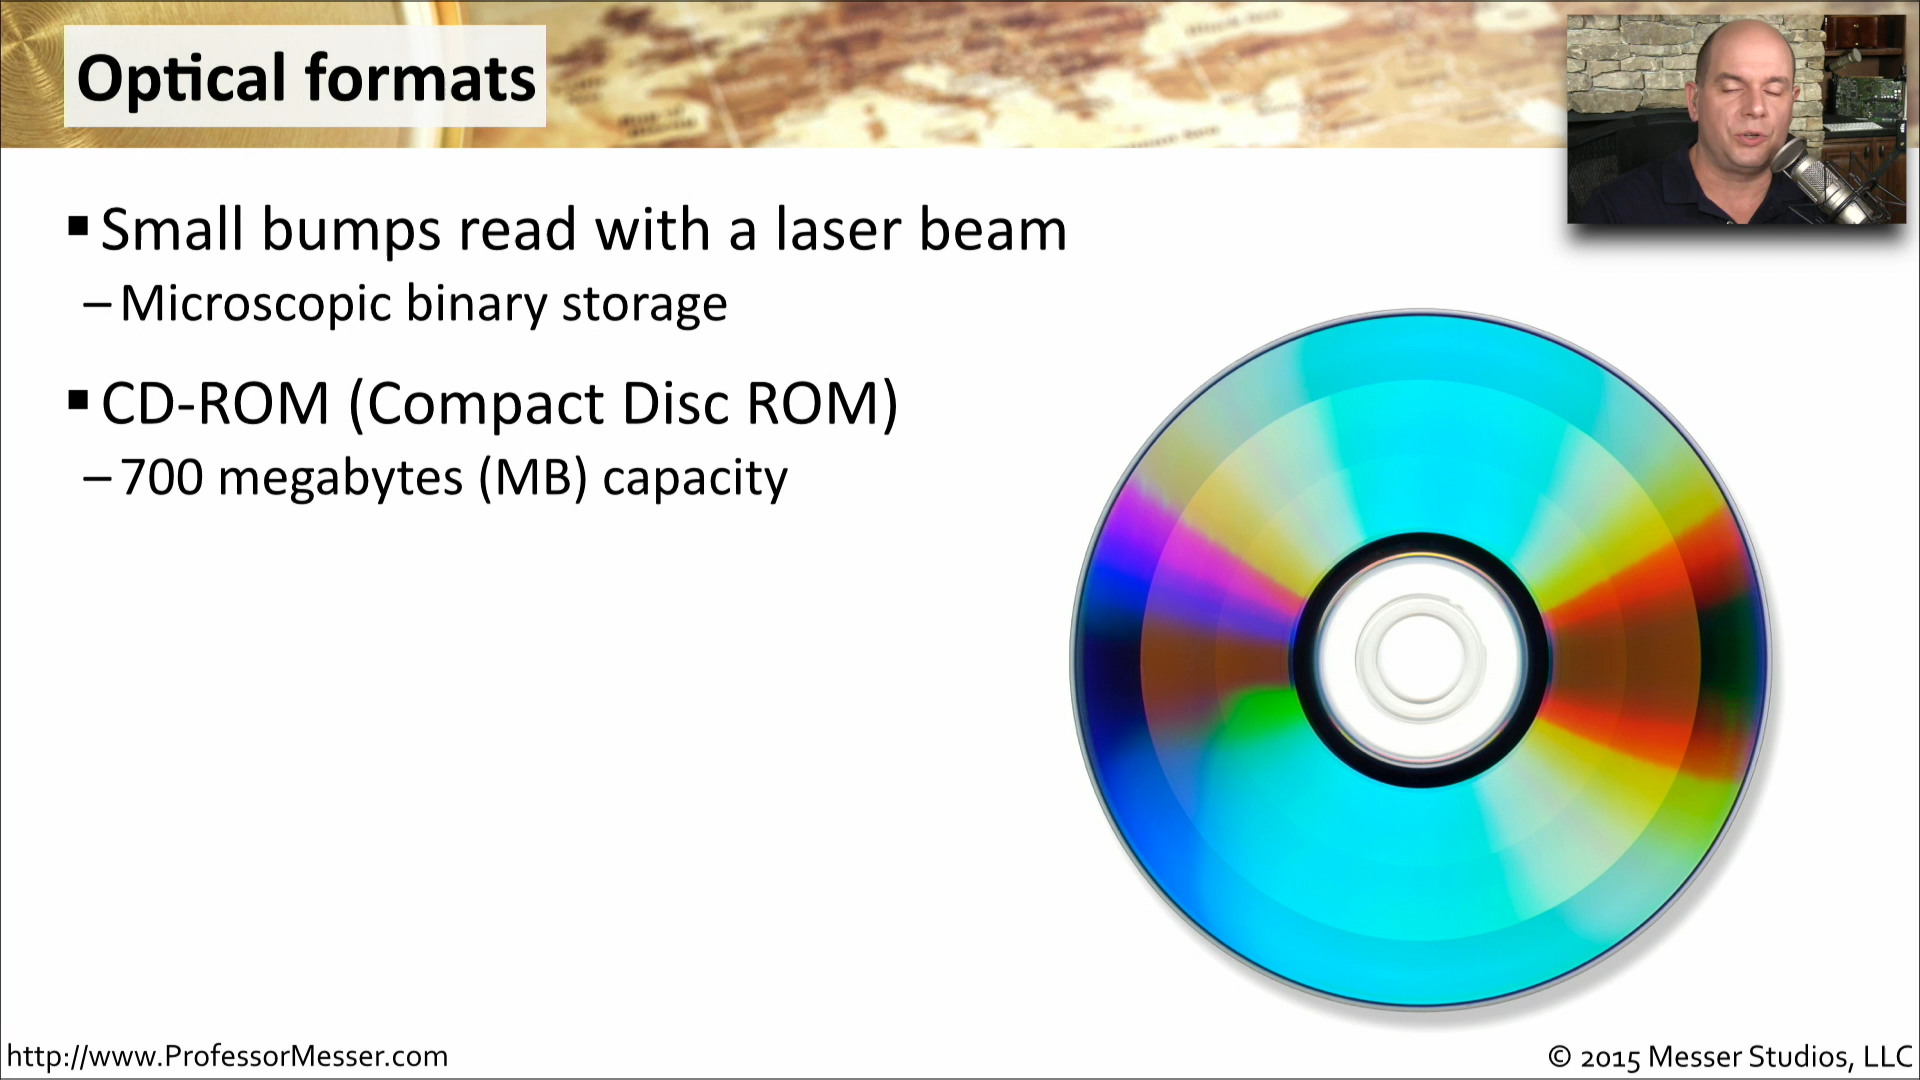 Optical formats
▪ Small bumps read with a laser beam
– Microscopic binary storage
▪ CD-ROM (Compact Disc ROM)
– 700 megabytes (MB) capacity
http://www.ProfessorMesser.com
© 2015 Messer Studios, LLC